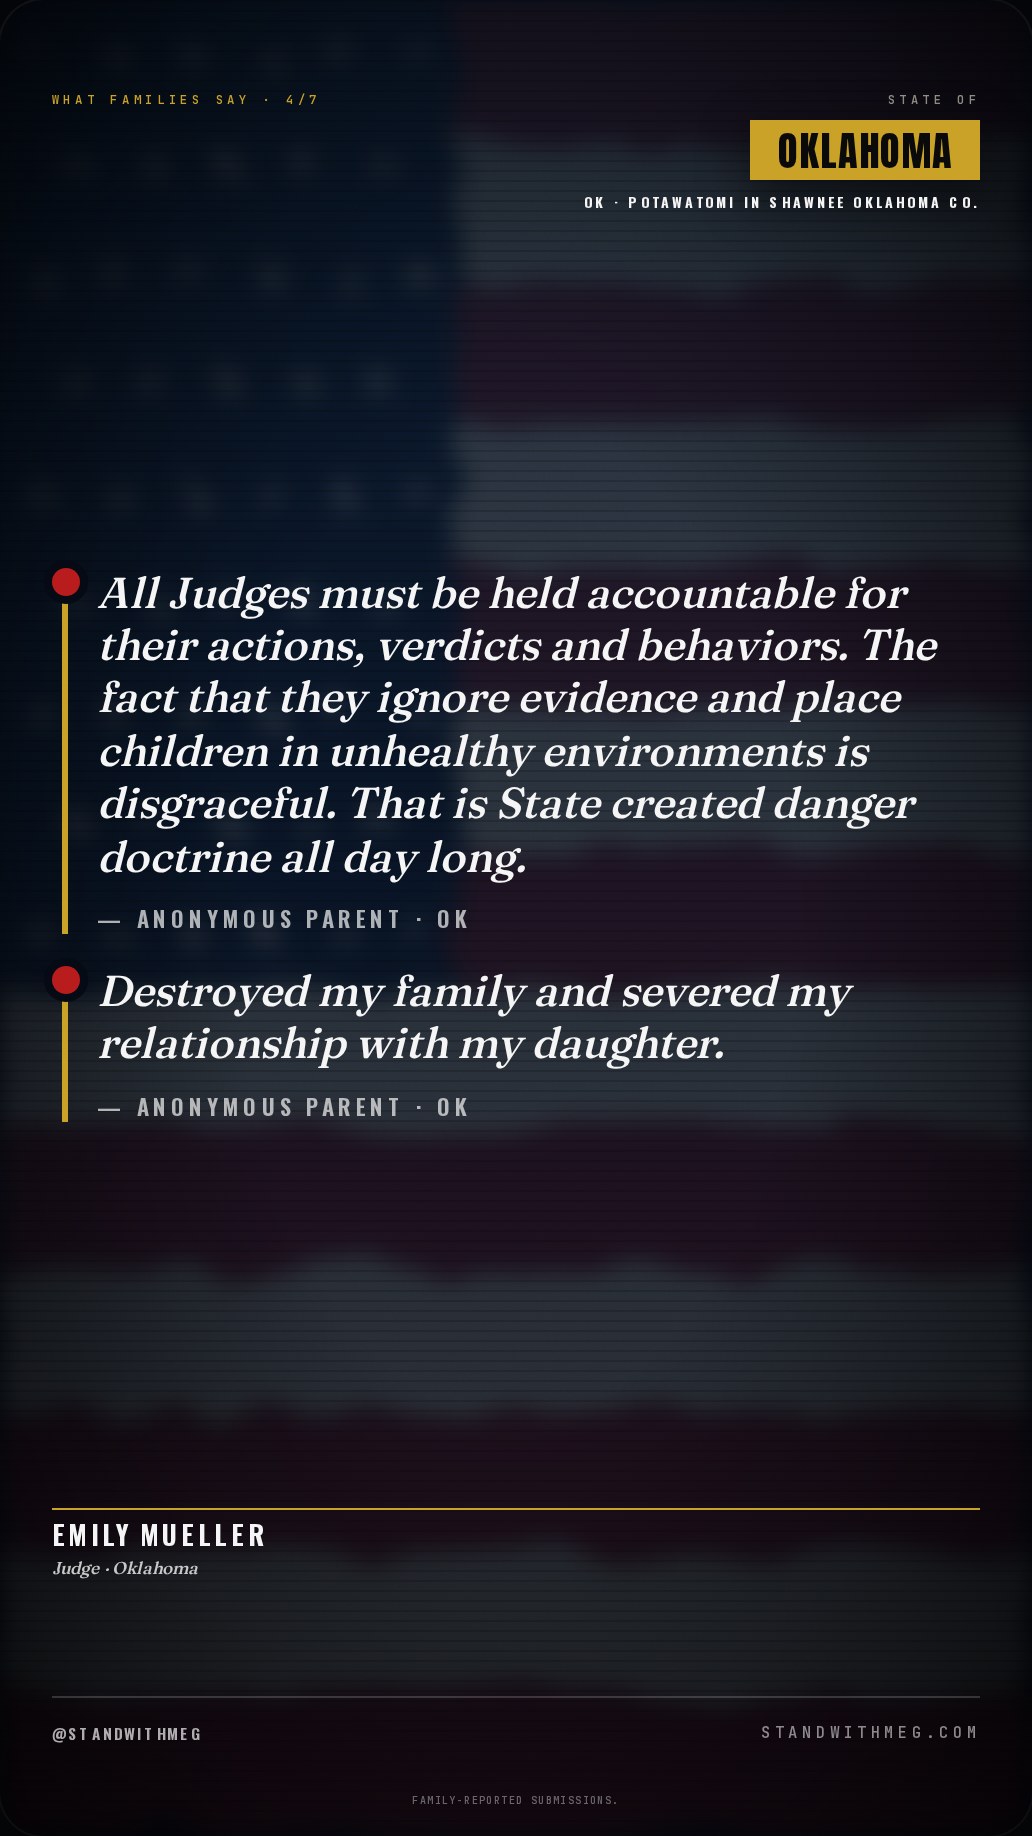 WHAT FAMILIES SAY · 4/7
STATE OF
OKLAHOMA
OK · POTAWATOMI IN SHAWNEE OKLAHOMA CO.
All Judges must be held accountable for
their actions, verdicts and behaviors. The
fact that they ignore evidence and place
children in unhealthy environments is
disgraceful. That is State created danger
doctrine all day long.
— ANONYMOUS PARENT · OK
Destroyed my family and severed my
relationship with my daughter.
— ANONYMOUS PARENT · OK
EMILY MUELLER
Judge · Oklahoma
@STANDWITHMEG
STANDWITHMEG.COM
FAMILY-REPORTED SUBMISSIONS.